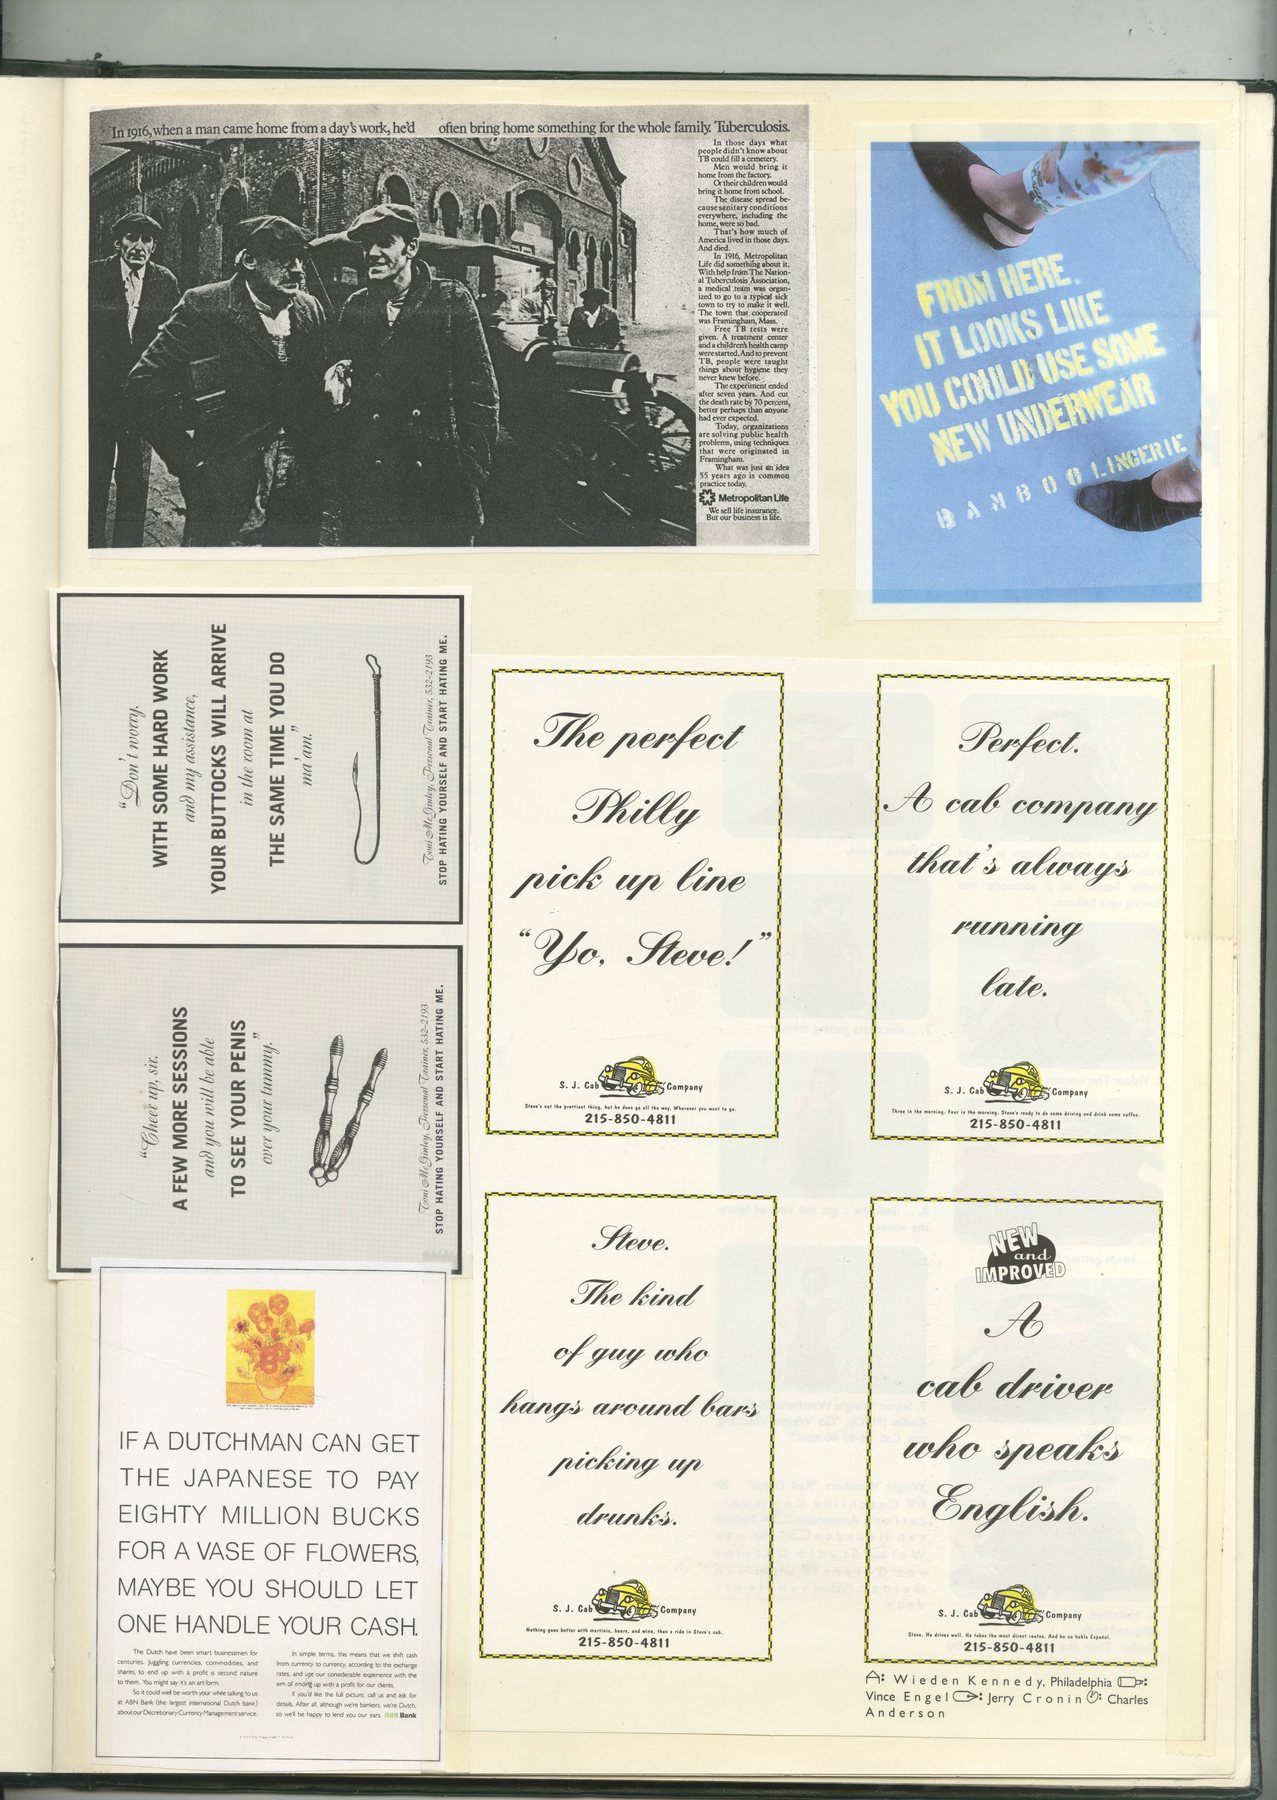 In 1916, when a man came home from a day's work, he'd often bring home something for the whole family. Tuberculosis.
In those days what
people didn't know about
TB could fill a cemetery.
Men would bring it
home from the factory.
Or their children would
bring it home from school.
The disease spread be-
cause sanitary conditions
everywhere, including the
home, were so bad.
That's how much of
America lived in those days.
And died.
In 1916, Metropolitan
Life did something about it.
With help from The Nation-
al Tuberculosis Association,
a medical team was organ-
ized to go to a typical sick
town to try to make it well.
The town that cooperated
was Framingham, Mass.
Free TB tests were
given. A treatment center
and a children's health camp
were started. And to prevent
TB, people were taught
things about hygiene they
never knew before.
The experiment ended
after seven years. And cut
the death rate by 70 percent,
better perhaps than anyone
had ever expected.
Today, organizations
are solving public health
problems, using techniques
that were originated in
Framingham.
What was just an idea
55 years ago is common
practice today.
Metropolitan Life
We sell life insurance.
But our business is life.
FROM HERE,
IT LOOKS LIKE
YOU COULD USE SOME
NEW UNDERWEAR
BAMBOO LINGERIE
"Don't worry.
WITH SOME HARD WORK
and my assistance,
YOUR BUTTOCKS WILL ARRIVE
in the room at
THE SAME TIME YOU DO
ma'am."
Toni McGinley, Personal Trainer, 532-2193
STOP HATING YOURSELF AND START HATING ME.
"Cheer up, sir.
A FEW MORE SESSIONS
and you will be able
TO SEE YOUR PENIS
over your tummy."
Toni McGinley, Personal Trainer, 532-2193
STOP HATING YOURSELF AND START HATING ME.
The perfect
Philly
pick up line
"Yo, Steve!"
S. J. Cab Company
Steve's not the prettiest thing, but he does go all the way. Wherever you want to go.
215-850-4811
Perfect.
A cab company
that's always
running
late.
S. J. Cab Company
Three in the morning. Four in the morning. Steve's ready to do some driving and drink some coffee.
215-850-4811
Steve.
The kind
of guy who
hangs around bars
picking up
drunks.
S. J. Cab Company
Nothing goes better with martinis, beers, and wine, than a ride in Steve's cab.
215-850-4811
NEW
and
IMPROVED
A
cab driver
who speaks
English.
S. J. Cab Company
Steve. He drives well. He takes the most direct routes. And he no habla Español.
215-850-4811
A: Wieden Kennedy, Philadelphia
Vince Engel : Jerry Cronin : Charles
Anderson
IF A DUTCHMAN CAN GET
THE JAPANESE TO PAY
EIGHTY MILLION BUCKS
FOR A VASE OF FLOWERS,
MAYBE YOU SHOULD LET
ONE HANDLE YOUR CASH.
The Dutch have been smart businessmen for
centuries. Juggling currencies, commodities, and
shares, to end up with a profit is second nature
to them. You might say it's an art-form.
So it could well be worth your while talking to us
at ABN Bank (the largest international Dutch bank)
about our Discretionary Currency Management service.
In simple terms, this means that we shift cash
from currency to currency, according to the exchange
rates, and use our considerable experience with the
aim of ending up with a profit for our clients.
If you'd like the full picture, call us and ask for
details. After all, although we're bankers, we're Dutch,
so we'll be happy to lend you our ears. ABN Bank